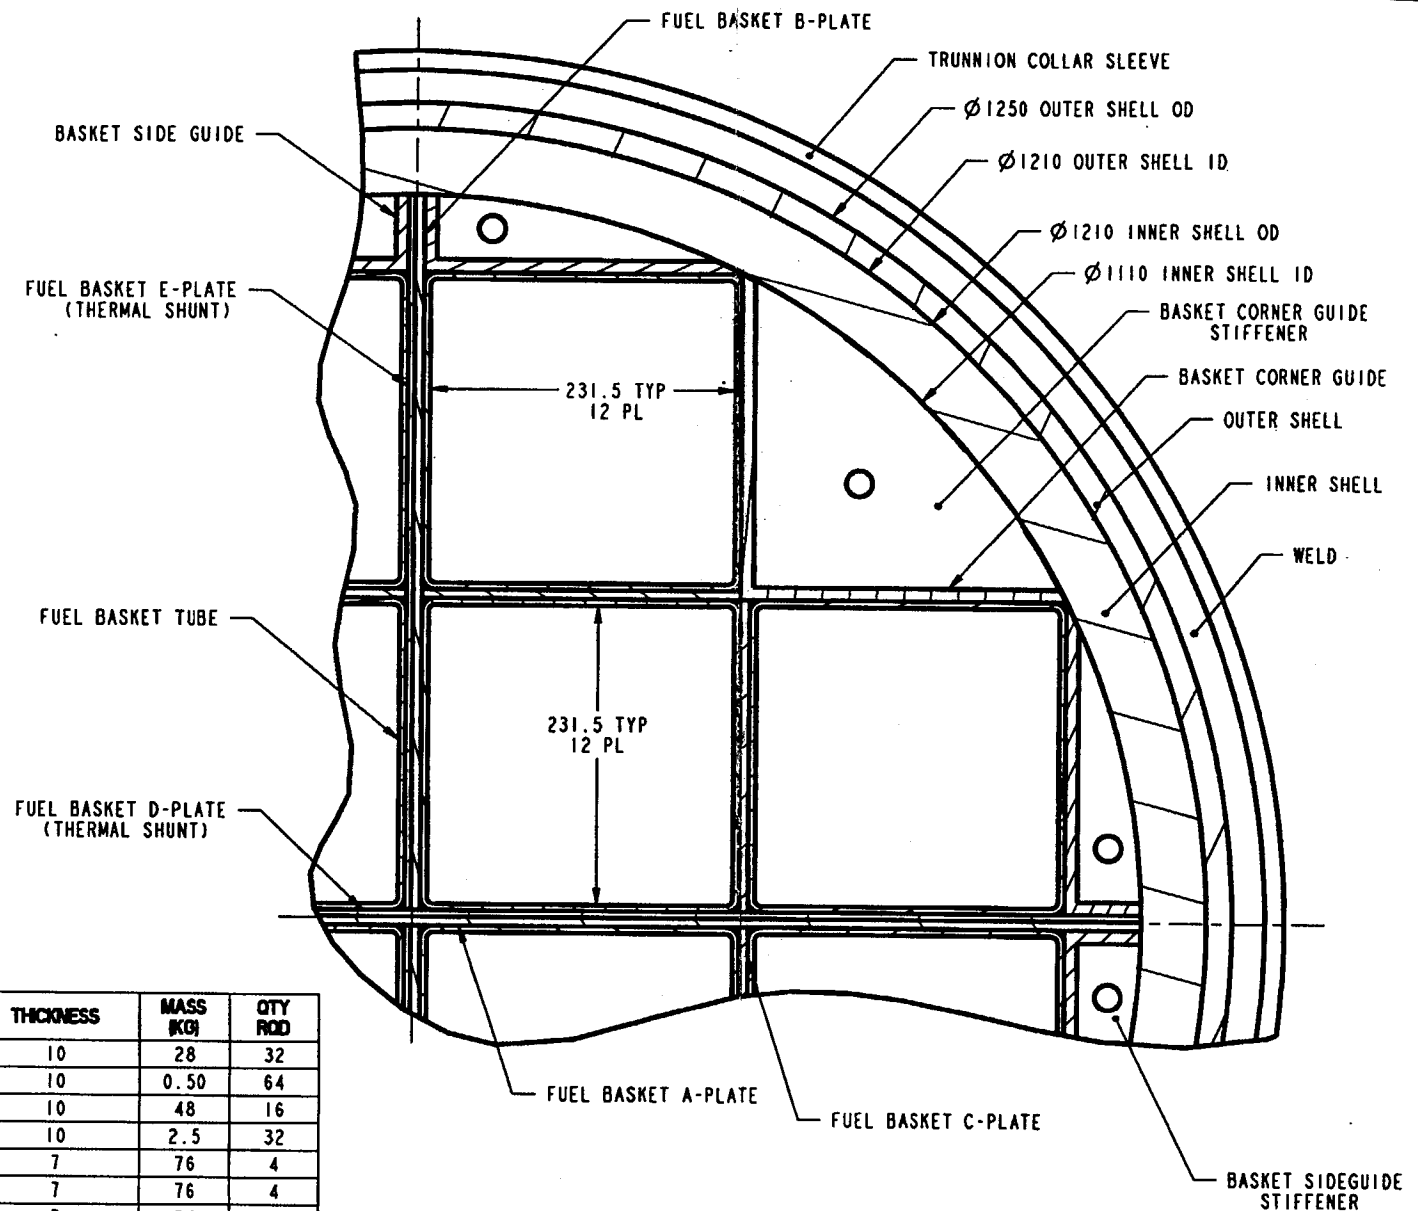 FUEL BASKET B-PLATE
TRUNNION COLLAR SLEEVE
Ø1250 OUTER SHELL OD
BASKET SIDE GUIDE
Ø1210 OUTER SHELL ID
Ø1210 INNER SHELL OD
Ø1110 INNER SHELL ID
FUEL BASKET E-PLATE
(THERMAL SHUNT)
BASKET CORNER GUIDE
STIFFENER
231.5 TYP
12 PL
BASKET CORNER GUIDE
OUTER SHELL
INNER SHELL
WELD
FUEL BASKET TUBE
231.5 TYP
12 PL
FUEL BASKET D-PLATE
(THERMAL SHUNT)
THICKNESS MASS (KG) QTY RQD
10 28 32
10 0.50 64
10 48 16
10 2.5 32
7 76 4
7 76 4
FUEL BASKET A-PLATE
FUEL BASKET C-PLATE
BASKET SIDEGUIDE
STIFFENER